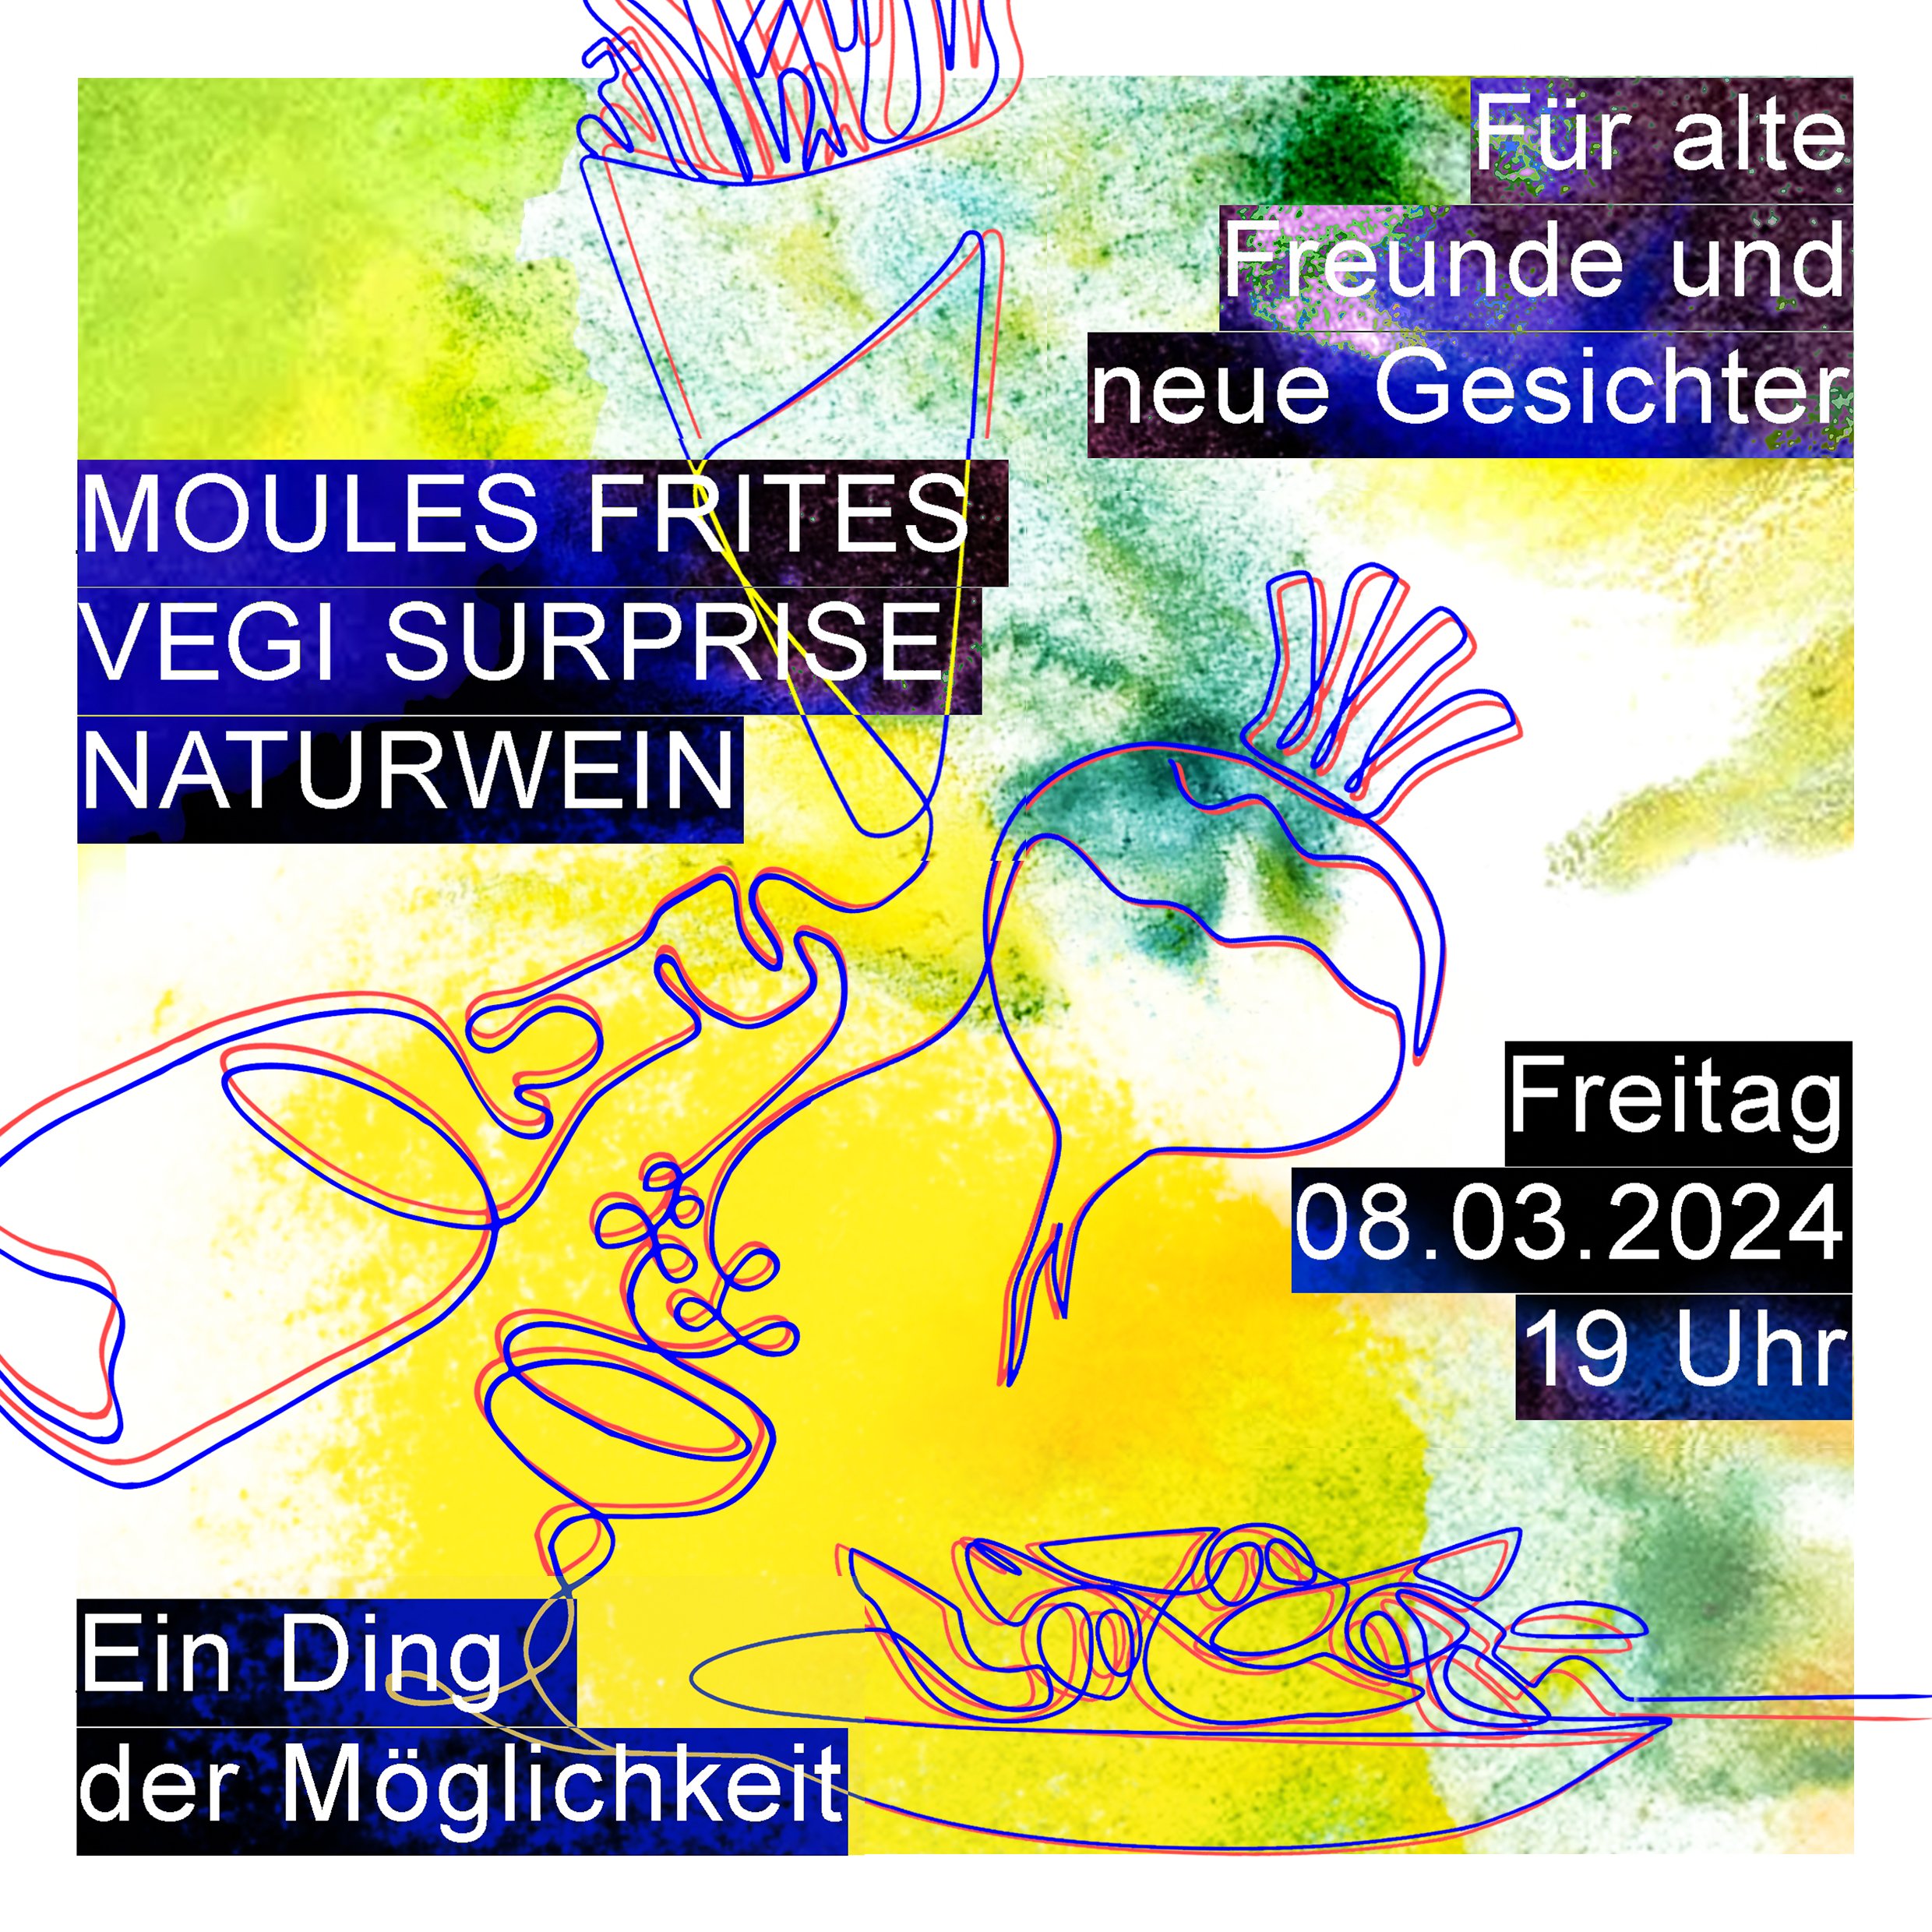 Für alte
Freunde und
neue Gesichter
MOULES FRITES
VEGI SURPRISE
NATURWEIN
Freitag
08.03.2024
19 Uhr
Ein Ding
der Möglichkeit